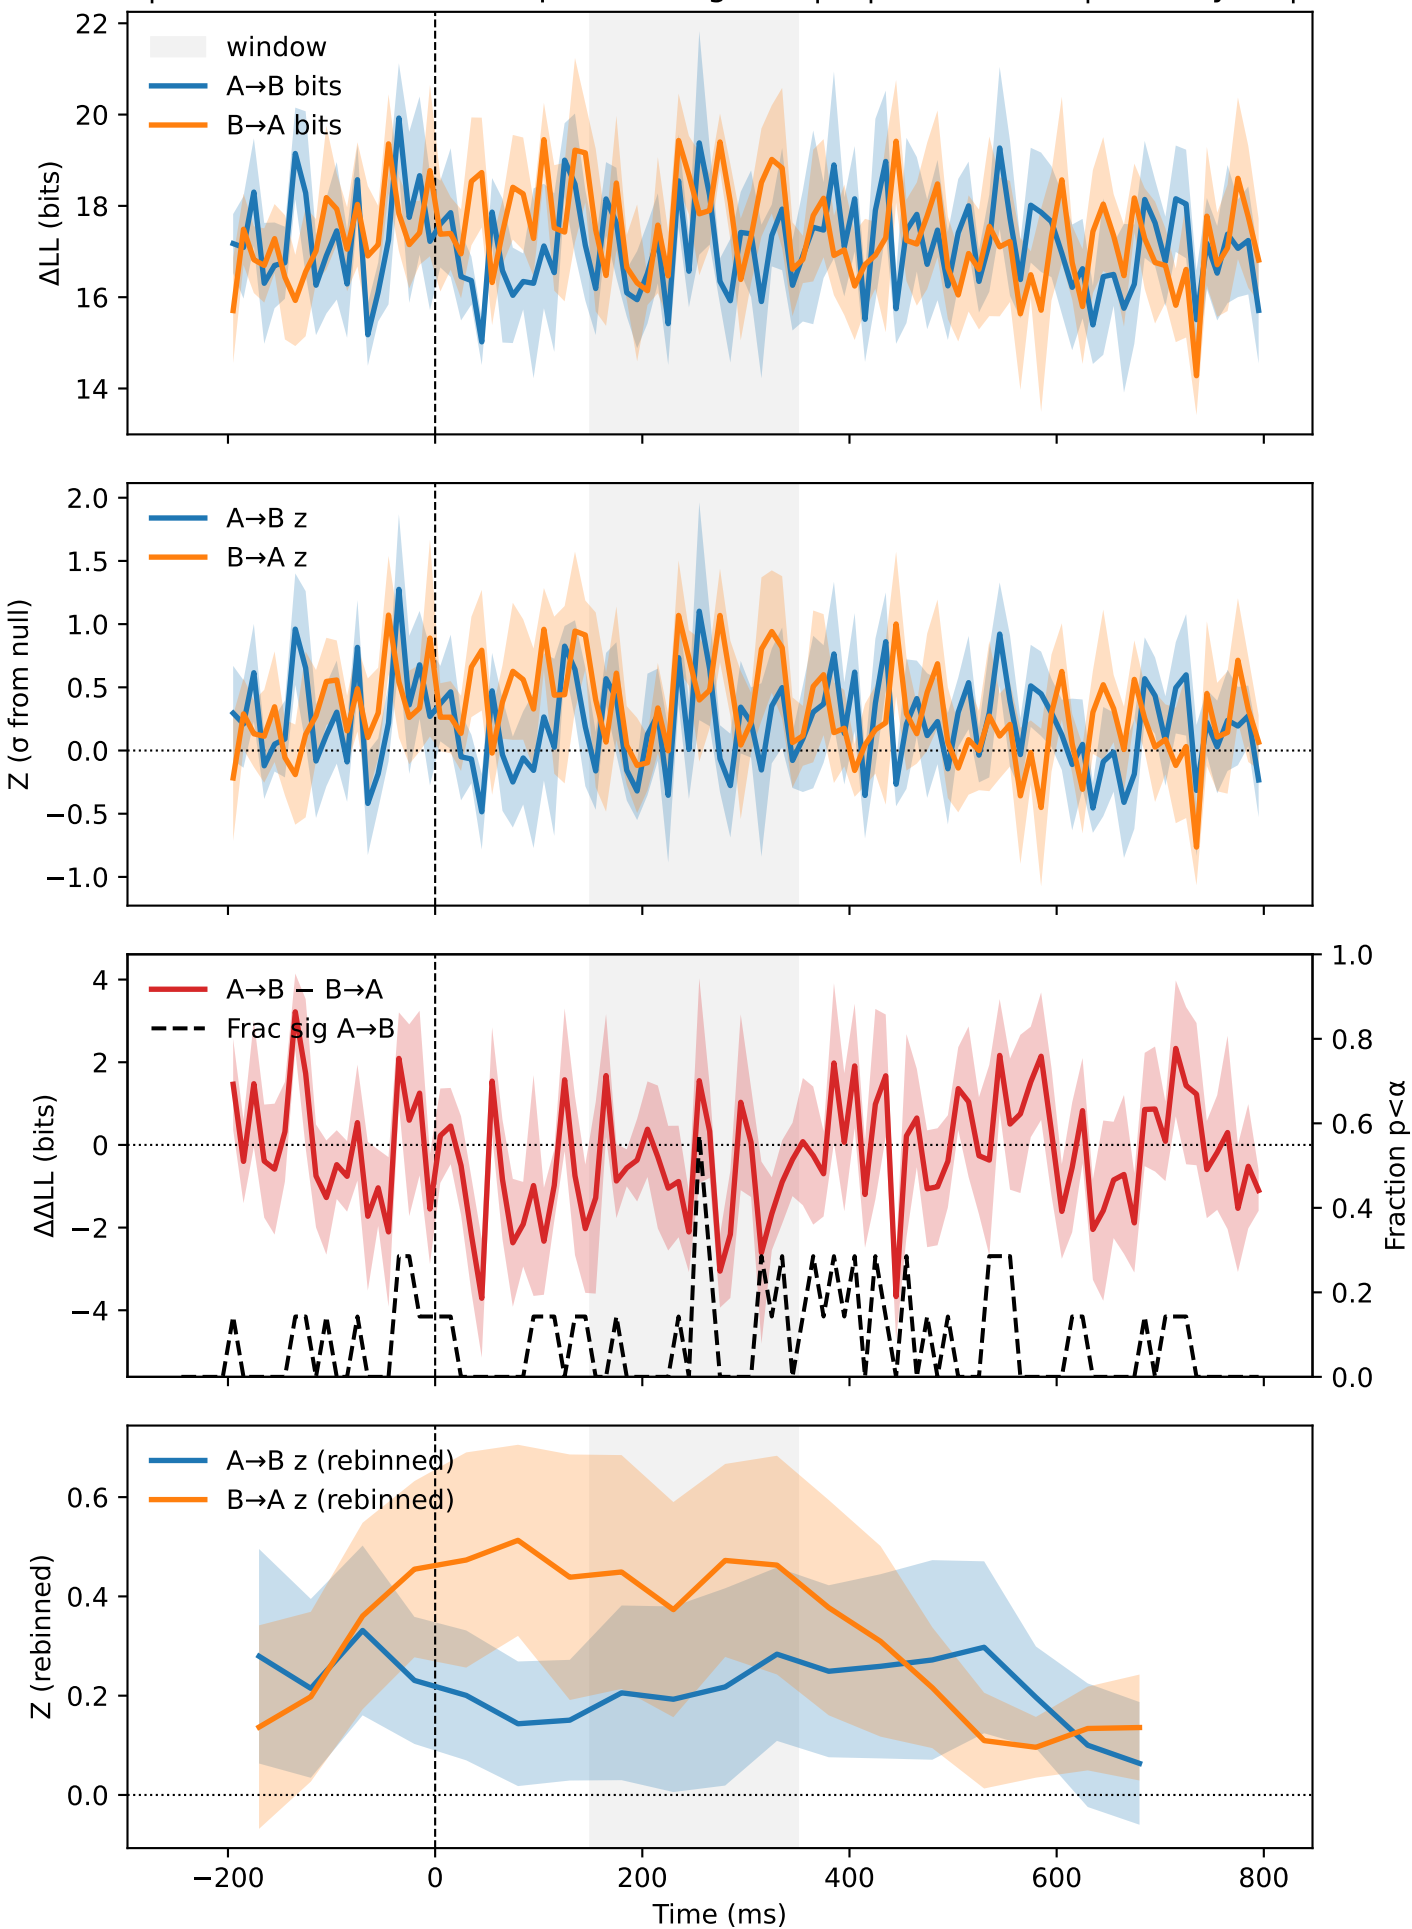 22
20
18
16
14
ΔLL (bits)
window
A→B bits
B→A bits
2.0
1.5
1.0
0.5
0.0
−0.5
−1.0
Z (σ from null)
A→B z
B→A z
4
2
0
−2
−4
ΔΔLL (bits)
A→B − B→A
Frac sig A→B
1.0
0.8
0.6
0.4
0.2
0.0
Fraction p<α
0.6
0.4
0.2
0.0
Z (rebinned)
A→B z (rebinned)
B→A z (rebinned)
−200
0
200
400
600
800
Time (ms)